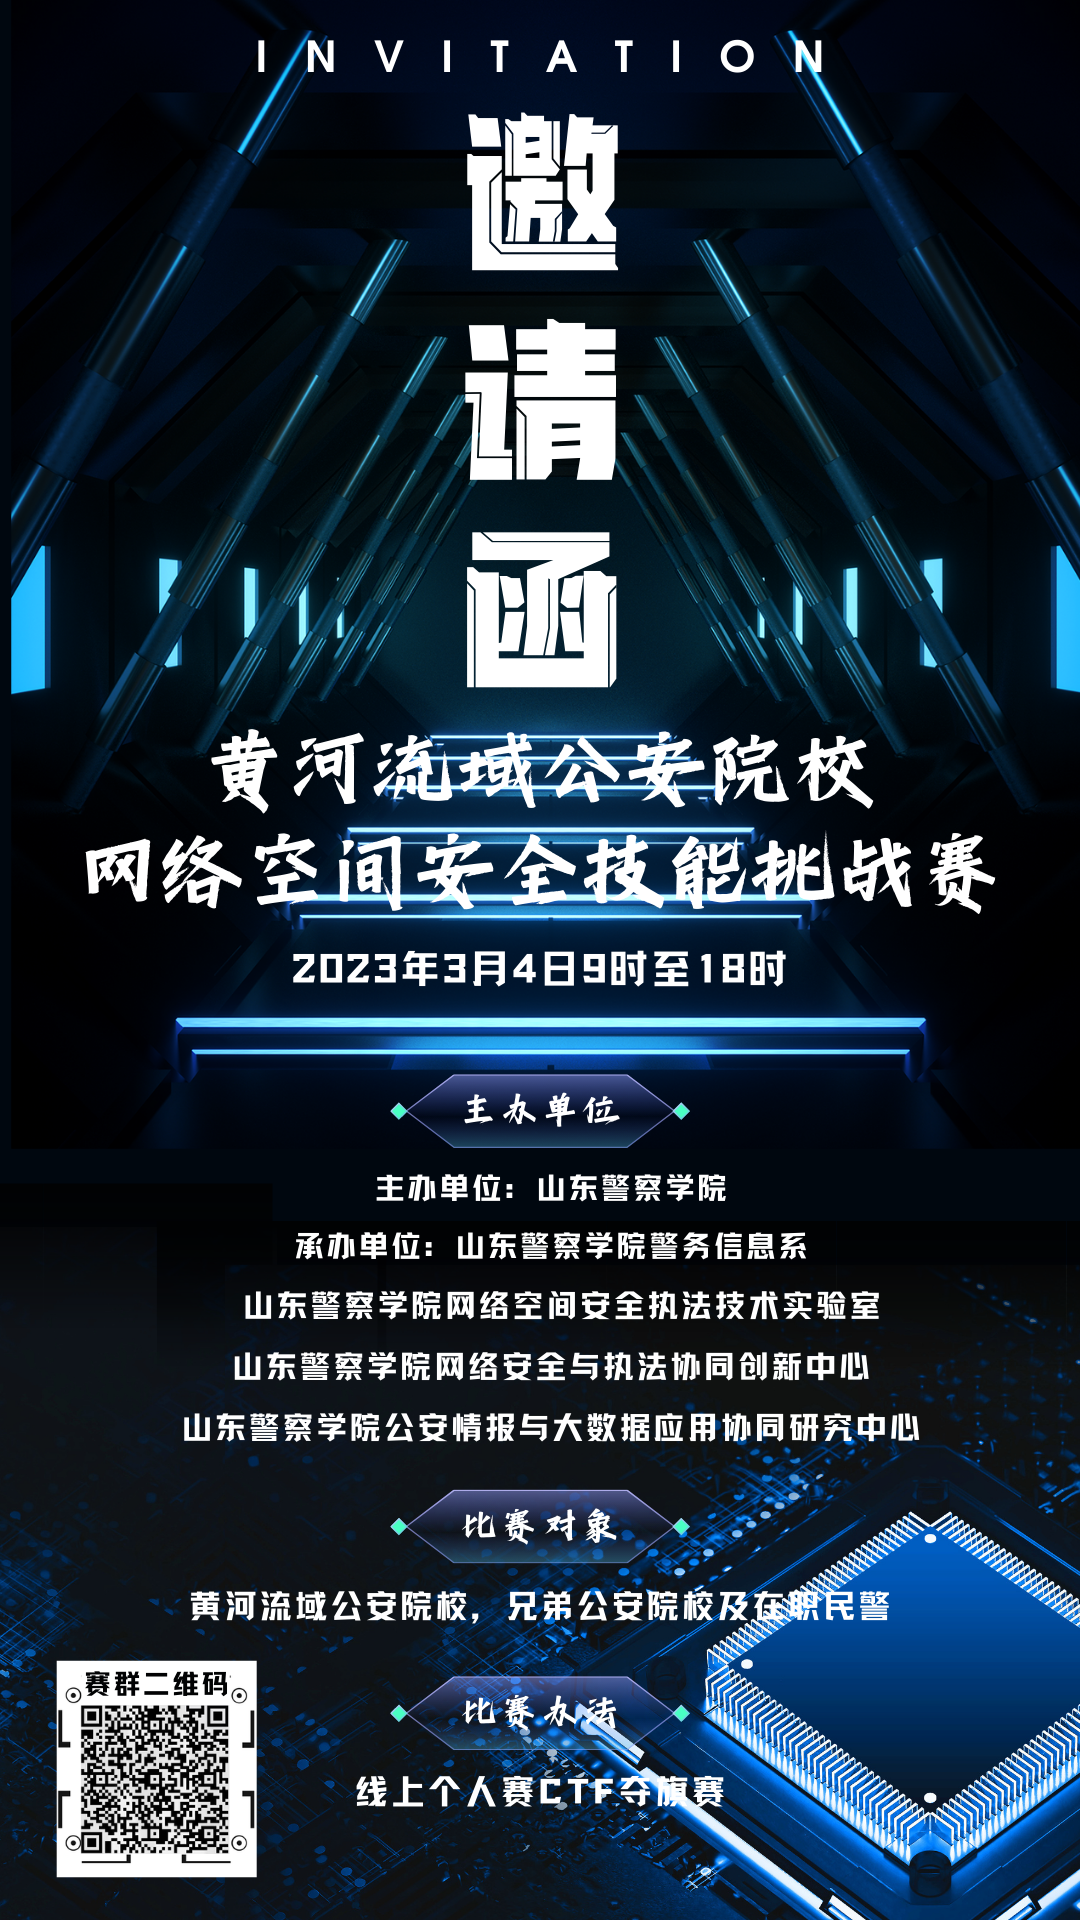 INVITATION
邀
请
函
黄河流域公安院校
网络空间安全技能挑战赛
2023年3月4日9时至18时
主办单位
主办单位：山东警察学院
承办单位：山东警察学院警务信息系
山东警察学院网络空间安全执法技术实验室
山东警察学院网络安全与执法协同创新中心
山东警察学院公安情报与大数据应用协同研究中心
比赛对象
黄河流域公安院校，兄弟公安院校及在职民警
赛群二维码
比赛办法
线上个人赛CTF夺旗赛